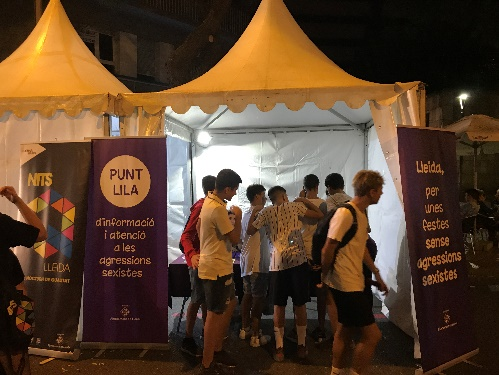 NITS
LLEIDA
PUNT
LILA
d'informació
i atenció
a les
agressions
sexistes
Lleida,
per
unes
festes
sense
agressions
sexistes